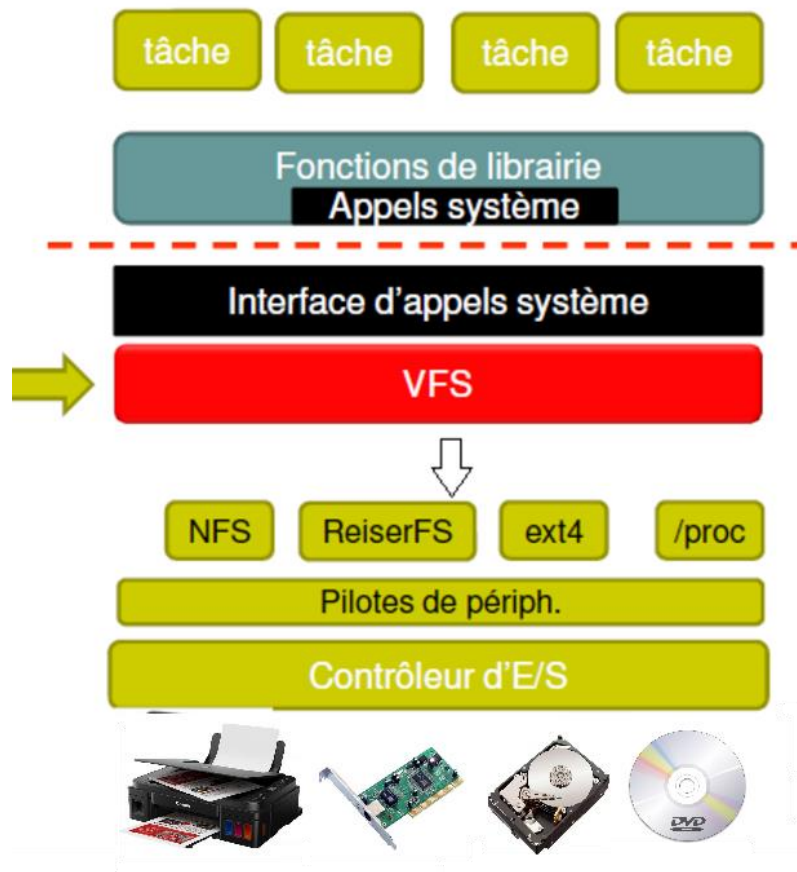 tâche tâche tâche tâche
Fonctions de librairie
Appels système
Interface d'appels système
VFS
NFS ReiserFS ext4 /proc
Pilotes de périph.
Contrôleur d'E/S
DVD